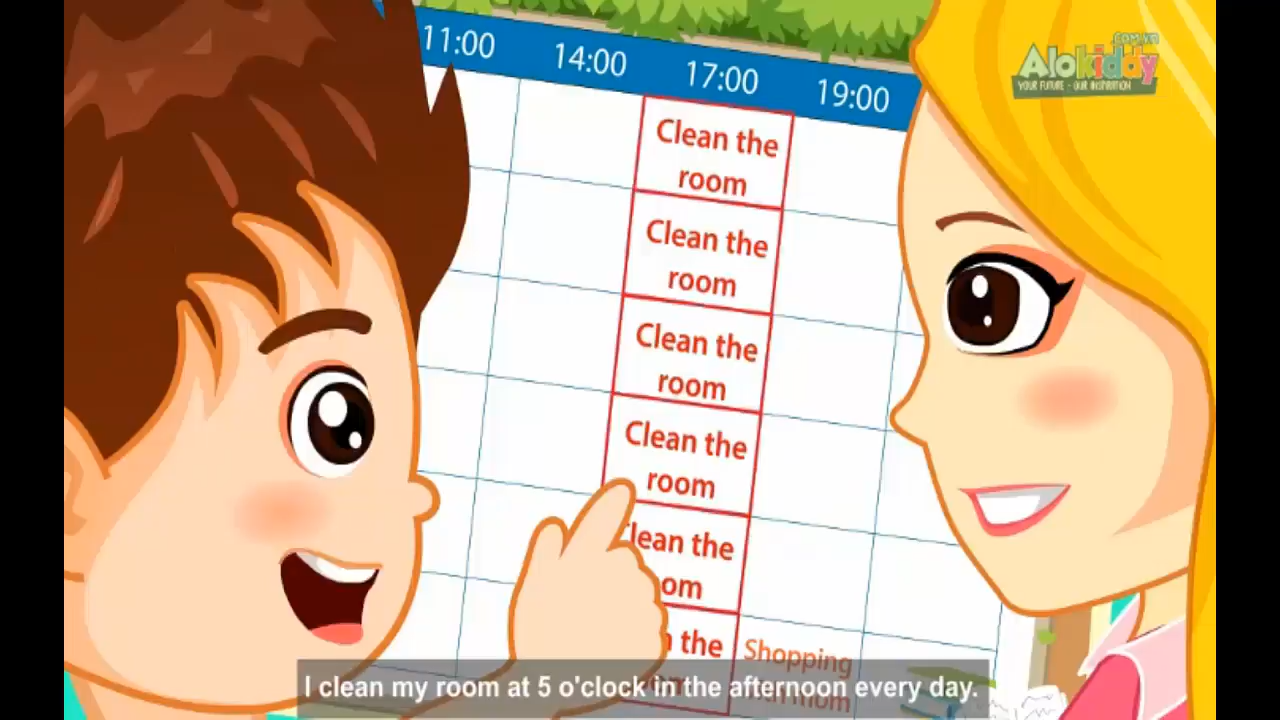 com.vn
Alokiddy
YOUR FUTURE - OUR INSPIRATION
11:00 14:00 17:00 19:00
Clean the
room
Clean the
room
Clean the
room
Clean the
room
lean the
om
the
Shopping
mom
I clean my room at 5 o'clock in the afternoon every day.